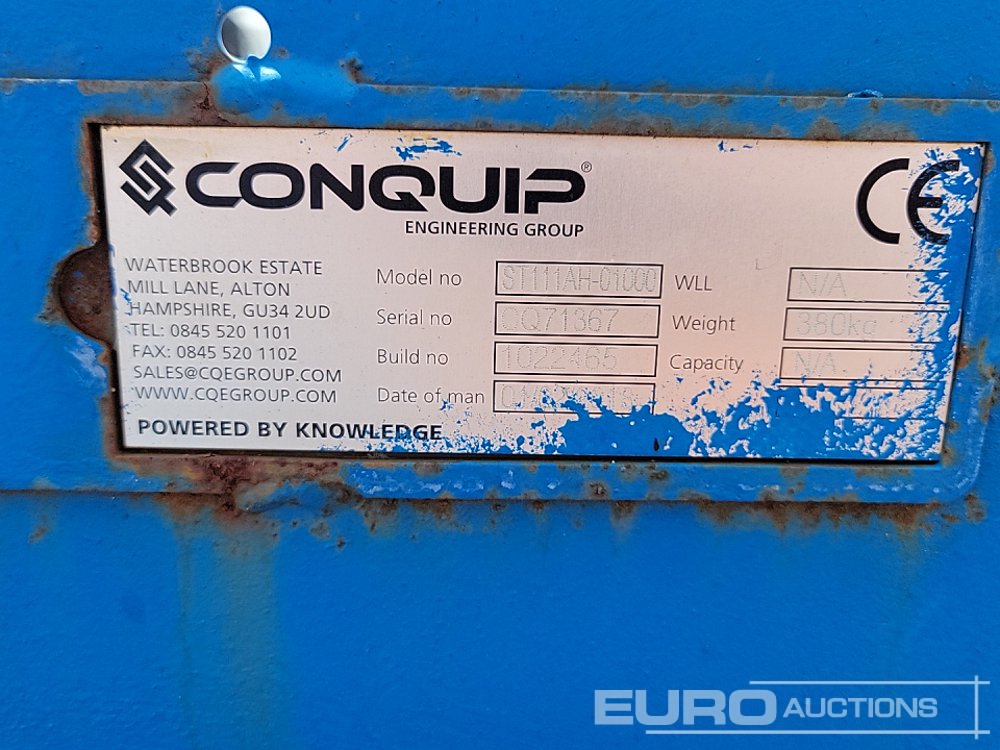 CONQUIP®
ENGINEERING GROUP
CE
WATERBROOK ESTATE
MILL LANE, ALTON
HAMPSHIRE, GU34 2UD
TEL: 0845 520 1101
FAX: 0845 520 1102
SALES@CQEGROUP.COM
WWW.CQEGROUP.COM
POWERED BY KNOWLEDGE
Model no ST111AH-01000
Serial no CQ71367
Build no 1022465
Date of man
WLL N/A
Weight 380kg
Capacity N/A
EURO AUCTIONS